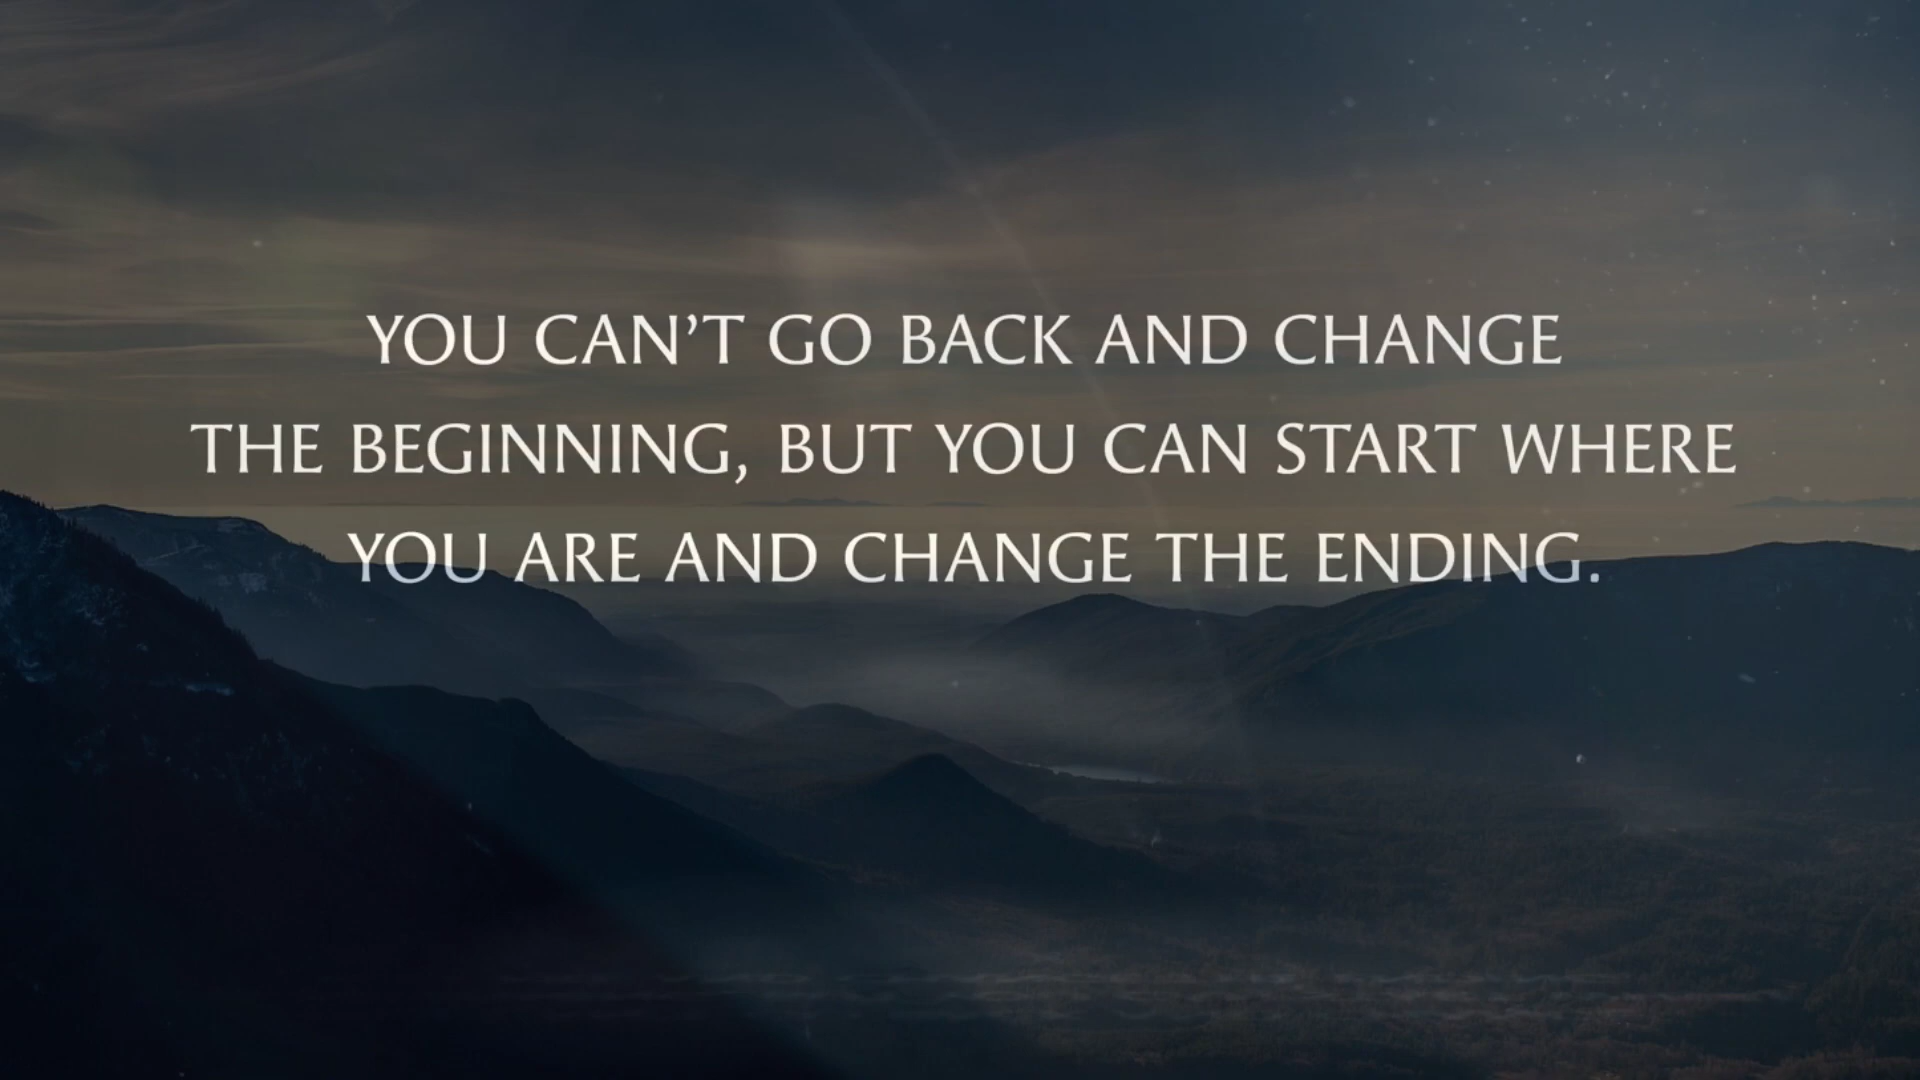 YOU CAN’T GO BACK AND CHANGE
THE BEGINNING, BUT YOU CAN START WHERE
YOU ARE AND CHANGE THE ENDING.